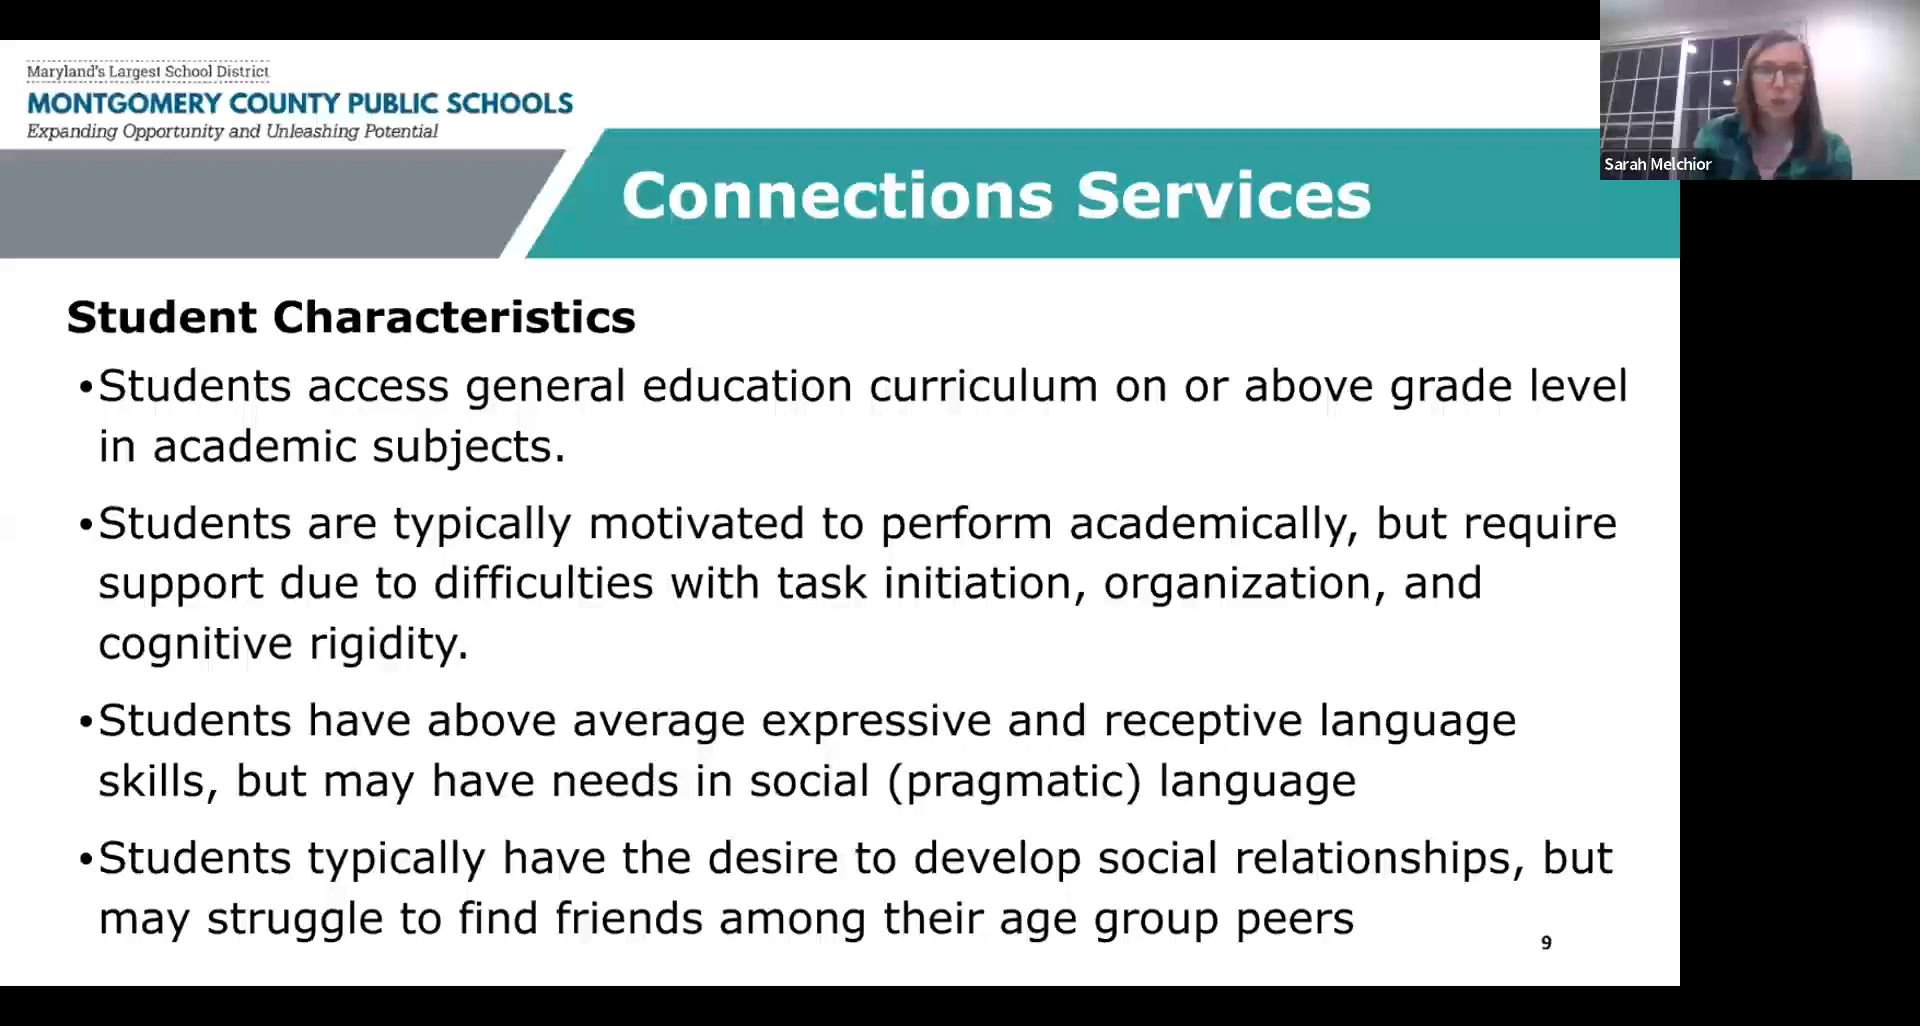 Maryland's Largest School District
MONTGOMERY COUNTY PUBLIC SCHOOLS
Expanding Opportunity and Unleashing Potential
Sarah Melchior
Connections Services
Student Characteristics
•Students access general education curriculum on or above grade level
in academic subjects.
•Students are typically motivated to perform academically, but require
support due to difficulties with task initiation, organization, and
cognitive rigidity.
•Students have above average expressive and receptive language
skills, but may have needs in social (pragmatic) language
•Students typically have the desire to develop social relationships, but
may struggle to find friends among their age group peers
9